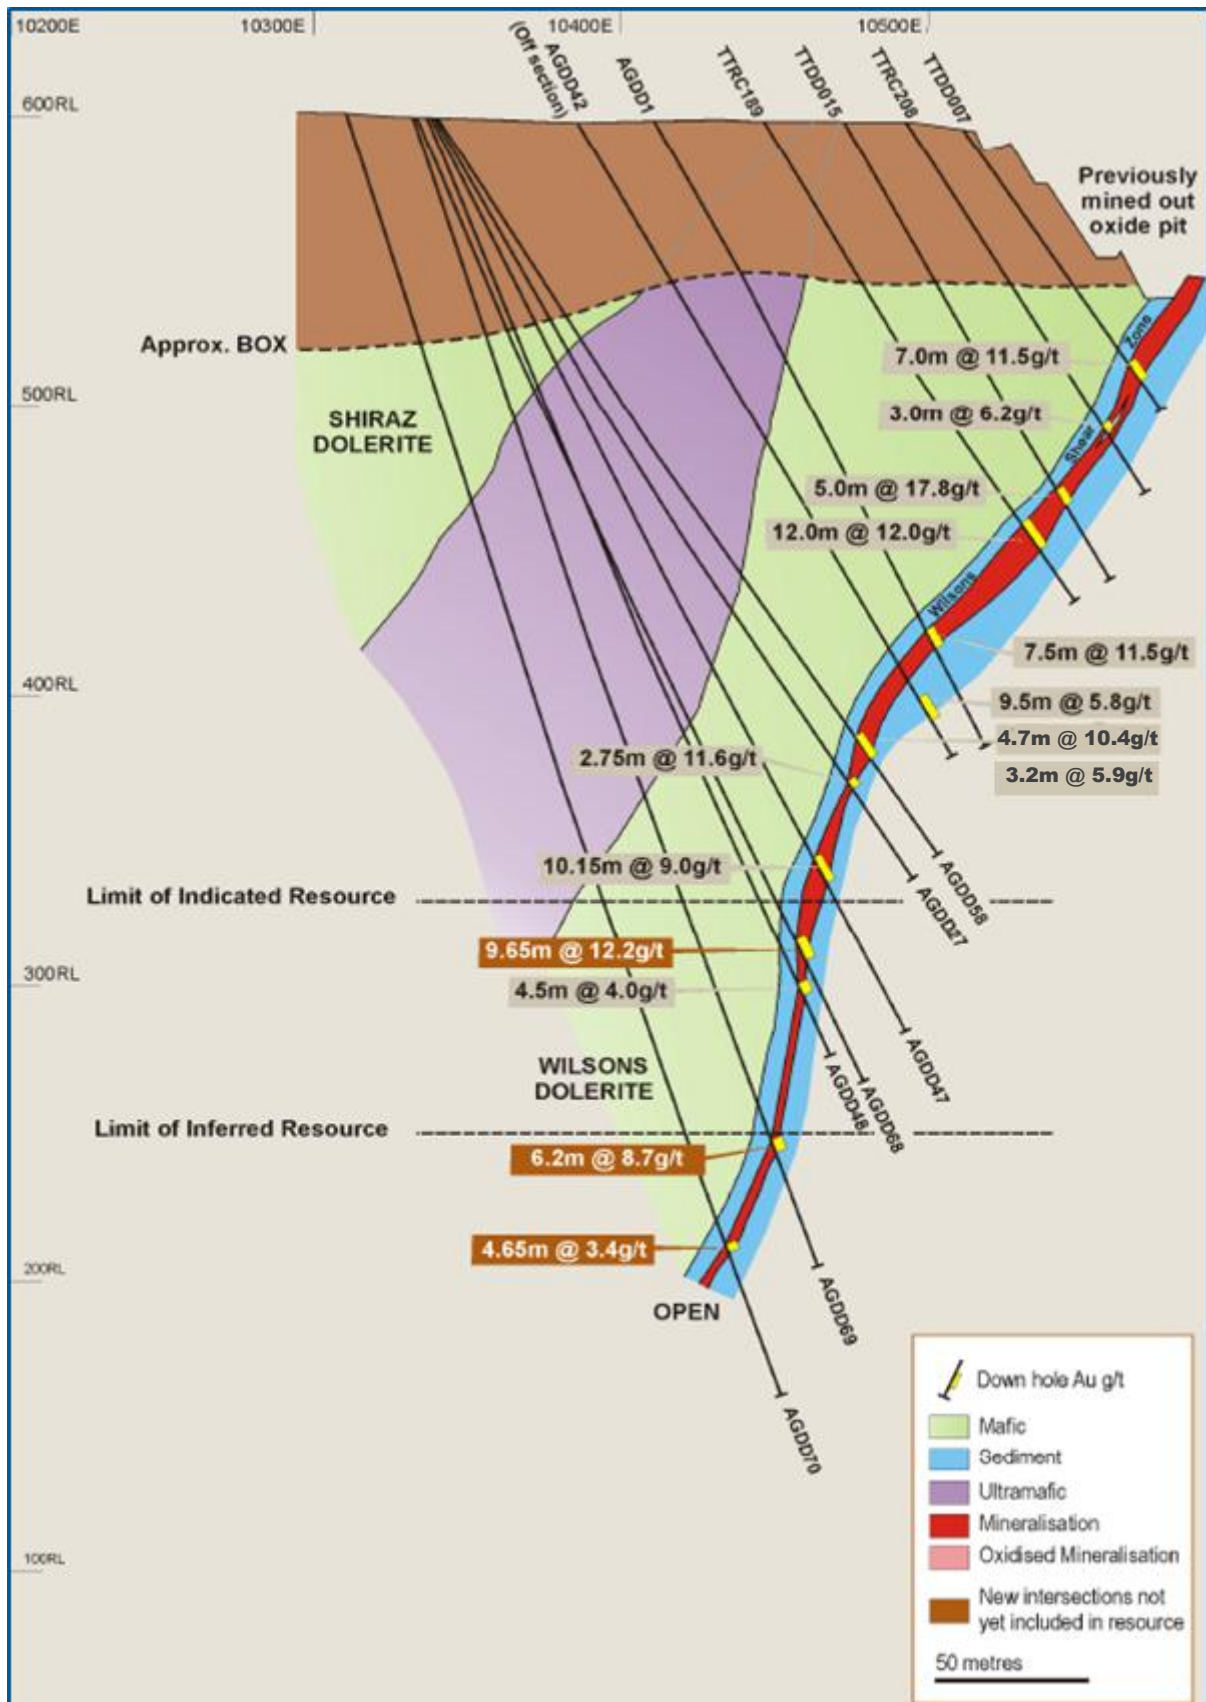 10200E
10300E
10400E
10500E
AGDD42
(Off section)
AGDD1
TTRC189
TTDD015
TTRC208
TTDD007
600RL
Previously
mined out
oxide pit
Approx. BOX
7.0m @ 11.5g/t
Zone
500RL
SHIRAZ
DOLERITE
3.0m @ 6.2g/t
Shear
5.0m @ 17.8g/t
12.0m @ 12.0g/t
Wilsons
7.5m @ 11.5g/t
400RL
9.5m @ 5.8g/t
4.7m @ 10.4g/t
2.75m @ 11.6g/t
3.2m @ 5.9g/t
10.15m @ 9.0g/t
AGDD58
AGDD27
Limit of Indicated Resource
9.65m @ 12.2g/t
300RL
4.5m @ 4.0g/t
WILSONS
DOLERITE
AGDD47
AGDD68
AGDD48
Limit of Inferred Resource
6.2m @ 8.7g/t
4.65m @ 3.4g/t
200RL
OPEN
AGDD69
AGDD70
Down hole Au g/t
Mafic
Sediment
Ultramafic
Mineralisation
Oxidised Mineralisation
New intersections not
yet included in resource
50 metres
100RL